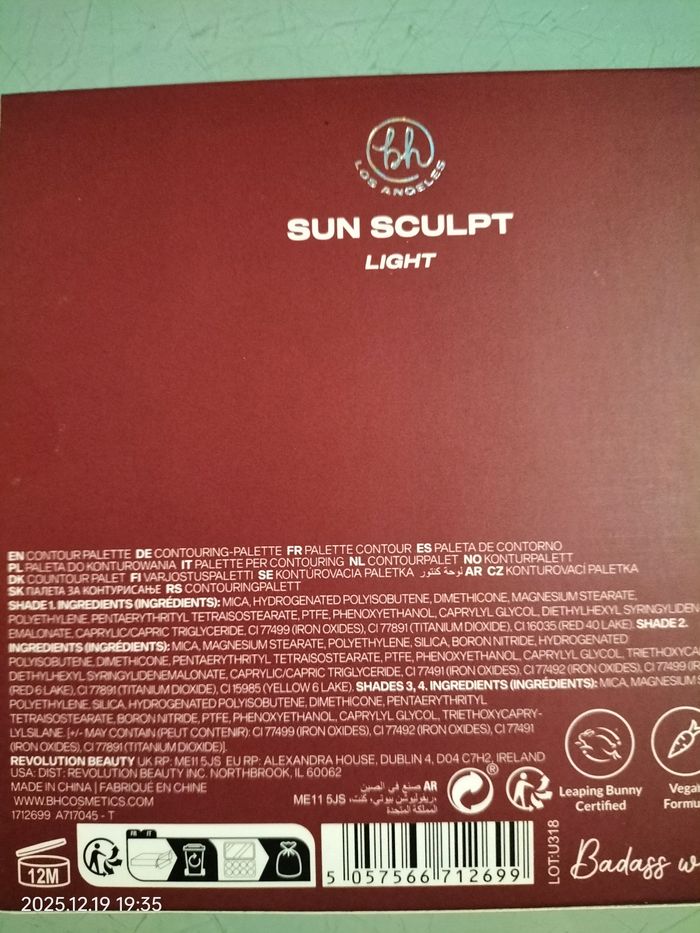 bh
LOS ANGELES
SUN SCULPT
LIGHT
EN CONTOUR PALETTE DE CONTOURING-PALETTE FR PALETTE CONTOUR ES PALETA DE CONTORNO
PL PALETA DO KONTUROWANIA IT PALETTE PER CONTOURING NL CONTOURPALET NO KONTURPALETT
DK COUNTOUR PALET FI VARJOSTUSPALETTI SE KONTŪROVACIA PALETKA لوحة كنتور AR CZ KONTUROVACÍ PALETKA
SK ПАЛЕТА ЗА КОНТУРИСАЊЕ RS CONTOURINGPALETT
SHADE 1. INGREDIENTS (INGRÉDIENTS): MICA, HYDROGENATED POLYISOBUTENE, DIMETHICONE, MAGNESIUM STEARATE,
POLYETHYLENE, PENTAERYTHRITYL TETRAISOSTEARATE, PTFE, PHENOXYETHANOL, CAPRYLYL GLYCOL, DIETHYLHEXYL SYRINGYLIDEN
EMALONATE, CAPRYLIC/CAPRIC TRIGLYCERIDE, CI 77499 (IRON OXIDES), CI 77891 (TITANIUM DIOXIDE), CI 16035 (RED 40 LAKE). SHADE 2.
INGREDIENTS (INGRÉDIENTS): MICA, MAGNESIUM STEARATE, POLYETHYLENE, SILICA, BORON NITRIDE, HYDROGENATED
POLYISOBUTENE, DIMETHICONE, PENTAERYTHRITYL TETRAISOSTEARATE, PTFE, PHENOXYETHANOL, CAPRYLYL GLYCOL, TRIETHOXYCA
DIETHYLHEXYL SYRINGYLIDENEMALONATE, CAPRYLIC/CAPRIC TRIGLYCERIDE, CI 77491 (IRON OXIDES), CI 77492 (IRON OXIDES), CI 77499 (I
(RED 6 LAKE), CI 77891 (TITANIUM DIOXIDE), CI 15985 (YELLOW 6 LAKE). SHADES 3, 4. INGREDIENTS (INGRÉDIENTS): MICA, MAGNESIUM S
POLYETHYLENE, SILICA, HYDROGENATED POLYISOBUTENE, DIMETHICONE, PENTAERYTHRITYL
TETRAISOSTEARATE, BORON NITRIDE, PTFE, PHENOXYETHANOL, CAPRYLYL GLYCOL, TRIETHOXYCAPRY-
LYLSILANE. [+/- MAY CONTAIN (PEUT CONTENIR): CI 77499 (IRON OXIDES), CI 77492 (IRON OXIDES), CI 77491
(IRON OXIDES), CI 77891 (TITANIUM DIOXIDE)].
REVOLUTION BEAUTY UK RP: ME11 5JS EU RP: ALEXANDRA HOUSE, DUBLIN 4, D04 C7H2, IRELAND
USA: DIST: REVOLUTION BEAUTY INC. NORTHBROOK, IL 60062
MADE IN CHINA | FABRIQUÉ EN CHINE
WWW.BHCOSMETICS.COM
1712699 A717045 - T
AR صنع في الصين
ريفوليوشن بيوتي، كنت، ME11 5JS،
المملكة المتحدة
®
Leaping Bunny
Certified
Vegan
Formu
12M
FR IT
5 057566 712699
LOT:U318
Badass w
2025.12.19 19:35